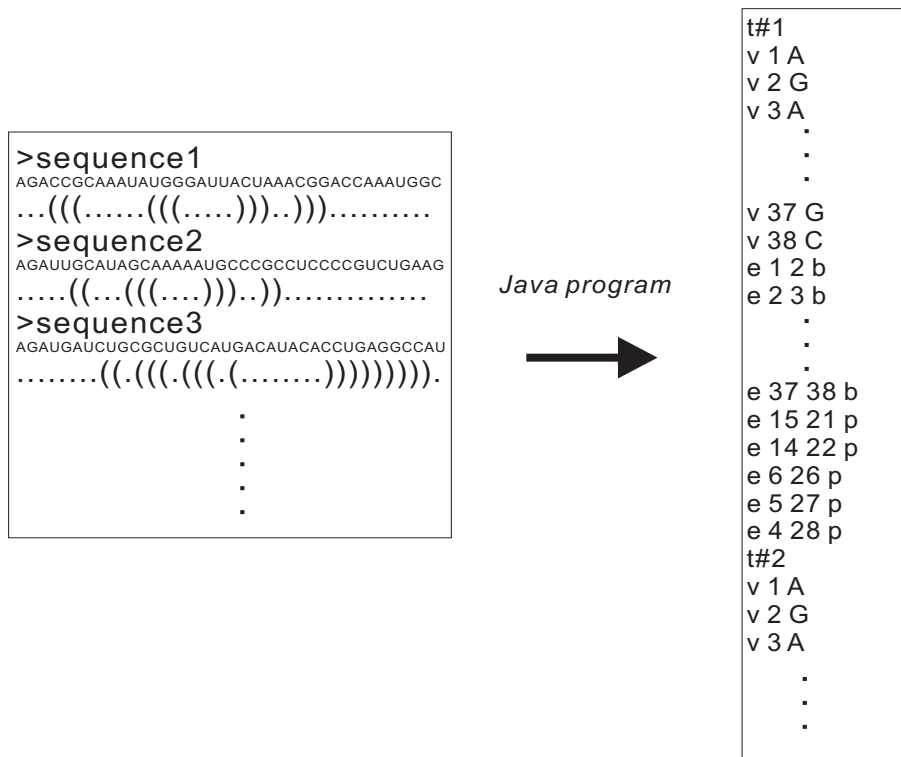 >sequence1
AGACCGCAAAUAUGGGAUUACUAAACGGACCAAAUGGC
...(((......(((.....)))..)))..........
>sequence2
AGAUUGCAUAGCAAAAAUGCCCGCCUCCCCGUCUGAAG
.....((...(((....)))..))..............
>sequence3
AGAUGAUCUGCGCUGUCAUGACAUACACCUGAGGCCAU
........((.(((.(((.(........))))))))).
.
.
.
.
.
Java program
t#1
v 1 A
v 2 G
v 3 A
.
.
.
v 37 G
v 38 C
e 1 2 b
e 2 3 b
.
.
.
e 37 38 b
e 15 21 p
e 14 22 p
e 6 26 p
e 5 27 p
e 4 28 p
t#2
v 1 A
v 2 G
v 3 A
.
.
.